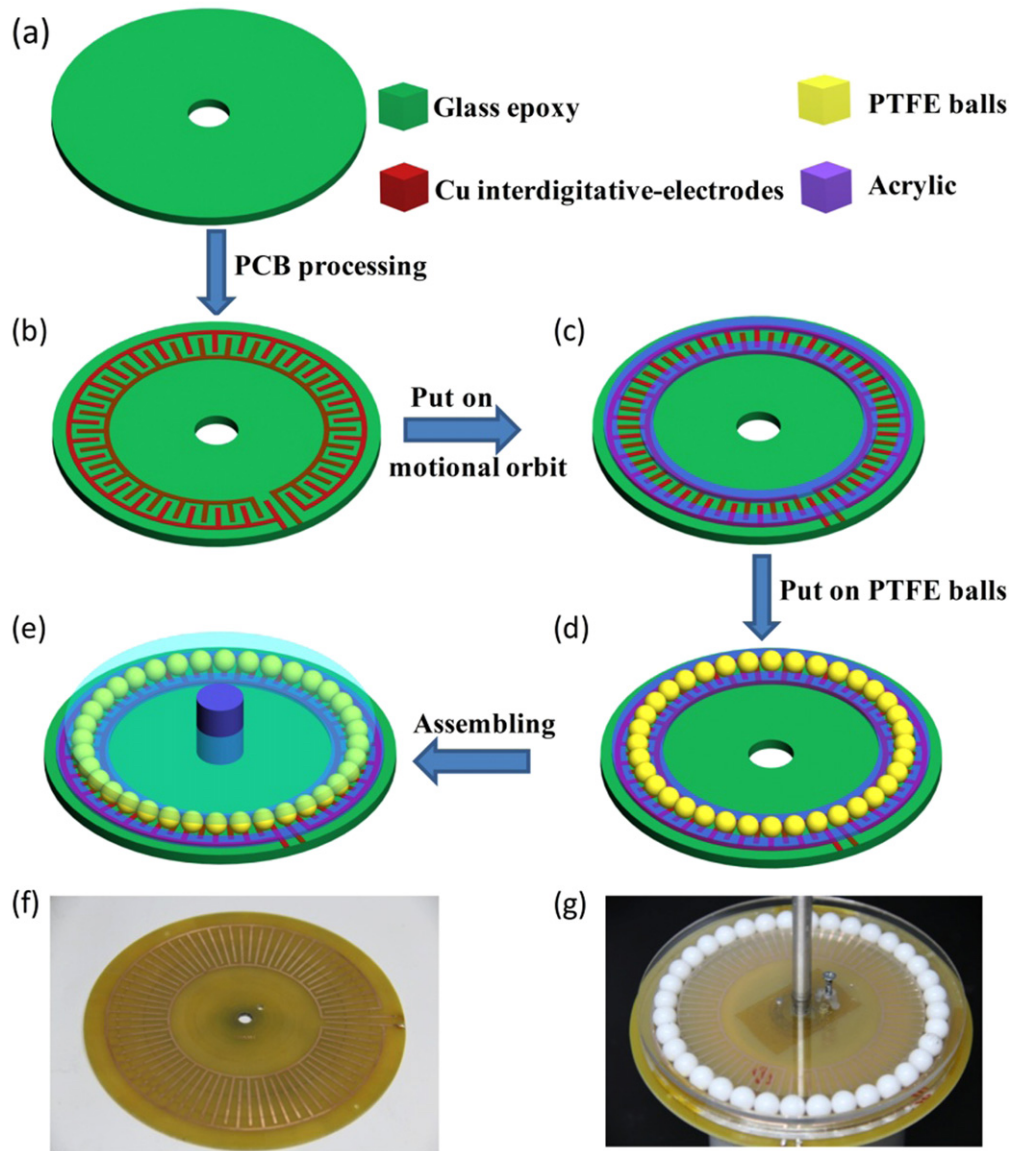 (a)
Glass epoxy
PTFE balls
Cu interdigitative-electrodes
Acrylic
PCB processing
(b)
(c)
Put on
motional orbit
Put on PTFE balls
(e)
(d)
Assembling
(f)
(g)